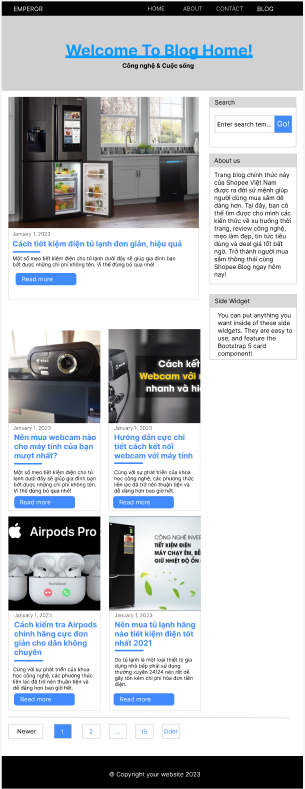 EMPEROR
HOME ABOUT CONTACT BLOG
Welcome To Blog Home!
Công nghệ & Cuộc sống
January 1, 2023
Cách tiết kiệm điện tủ lạnh đơn giản, hiệu quả
Một số mẹo tiết kiệm điện cho tủ lạnh dưới đây sẽ giúp gia đình bạn
bớt được những chi phí không tên. Vì thế đừng bỏ qua nhé!
Read more
Search
Enter search tem...
Go!
About us
Trang blog chính thức này
của Shopee Việt Nam
được ra đời sứ mệnh giúp
người dùng mua sắm dễ
dàng hơn. Tại đây, bạn có
thể tìm được cho mình các
kiến thức về xu hướng thời
trang, review công nghệ,
mẹo làm đẹp, tin tức tiêu
dùng và deal giá tốt bất
ngờ. Trở thành người mua
sắm thông thái cùng
Shopee Blog ngay hôm
nay!
Side Widget
You can put anything you
want inside of these side
widgets. They are easy to
use, and feature the
Bootstrap 5 card
component!
January 1, 2023
Nên mua webcam nào
cho máy tính của bạn
mượt nhất?
Một số mẹo tiết kiệm điện cho tủ
lạnh dưới đây sẽ giúp gia đình bạn
bớt được những chi phí không tên.
Vì thế đừng bỏ qua nhé!
Read more
Cách kết
Webcam với
nhanh và hi
January 1, 2023
Hướng dẫn cực chi
tiết cách kết nối
webcam với máy tính
Cùng với sự phát triển của khoa
học công nghệ, các phương thức
liên lạc đã trở nên thuận tiện và
dễ dàng hơn bao giờ hết.
Read more
Airpods Pro
January 1, 2023
Cách kiểm tra Airpods
chính hãng cực đơn
giản cho dân không
chuyên
Cùng với sự phát triển của khoa
học công nghệ, các phương thức
liên lạc đã trở nên thuận tiện và
dễ dàng hơn bao giờ hết.
Read more
CÔNG NGHỆ INVER
TIẾT KIỆM ĐIỆN
MÁY CHẠY ÊM, BỀ
GIỮ NHIỆT ĐỘ ỔN
January 1, 2023
Nên mua tủ lạnh hãng
nào tiết kiệm điện tốt
nhất 2021
Do tủ lạnh là một loại thiết bị gia
dụng nhà bếp phải sử dụng
thường xuyên 24/24 nên rất dễ
gây tốn kém chi phí hóa đơn tiền
điện.
Read more
Newer 1 2 ... 15 Oder
© Copyright your website 2023